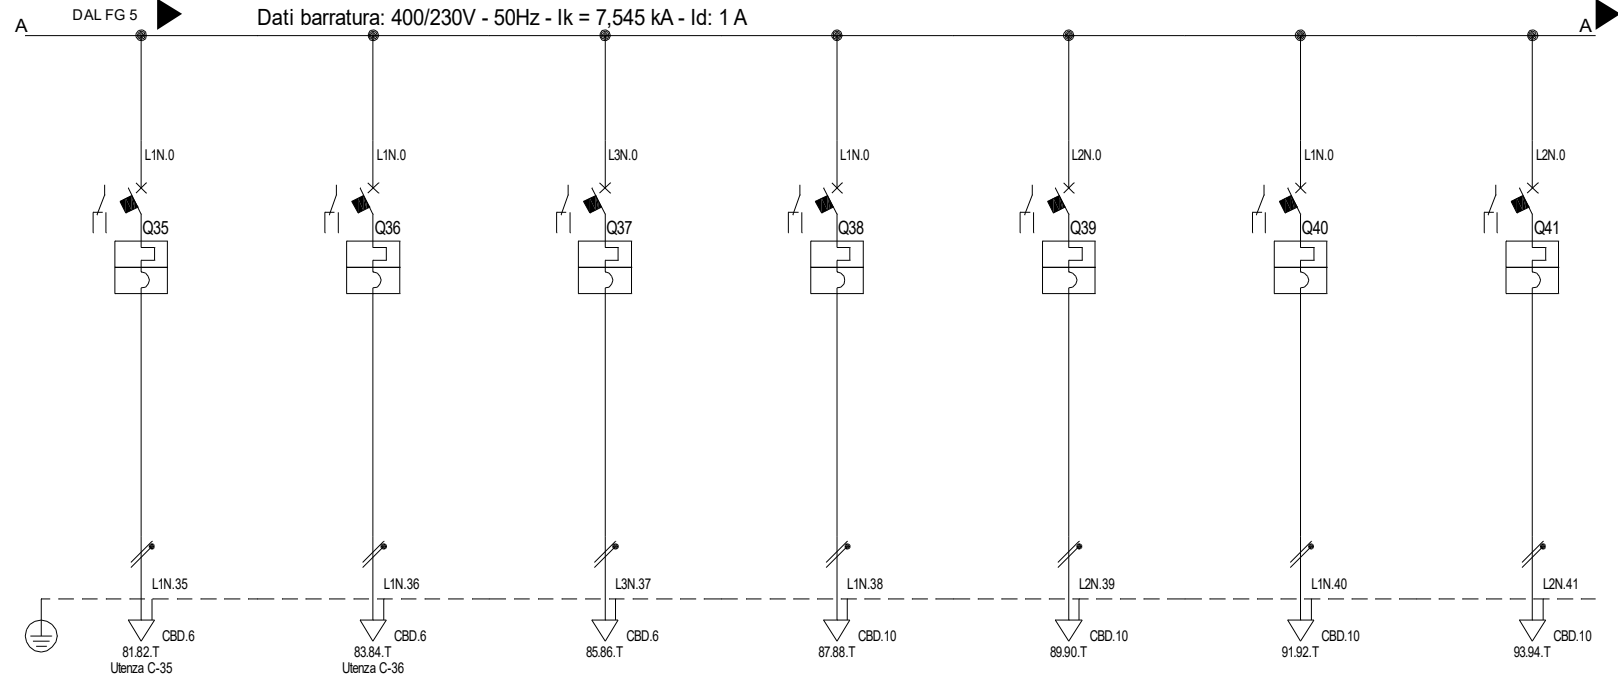 DAL FG 5
Dati barratura: 400/230V - 50Hz - Ik = 7,545 kA - Id: 1 A
A A
L1N.0 L1N.0 L3N.0 L1N.0 L2N.0 L1N.0 L2N.0
Q35 Q36 Q37 Q38 Q39 Q40 Q41
L1N.35 L1N.36 L3N.37 L1N.38 L2N.39 L1N.40 L2N.41
CBD.6 CBD.6 CBD.6 CBD.10 CBD.10 CBD.10 CBD.10
81.82.T 83.84.T 85.86.T 87.88.T 89.90.T 91.92.T 93.94.T
Utenza C-35 Utenza C-36